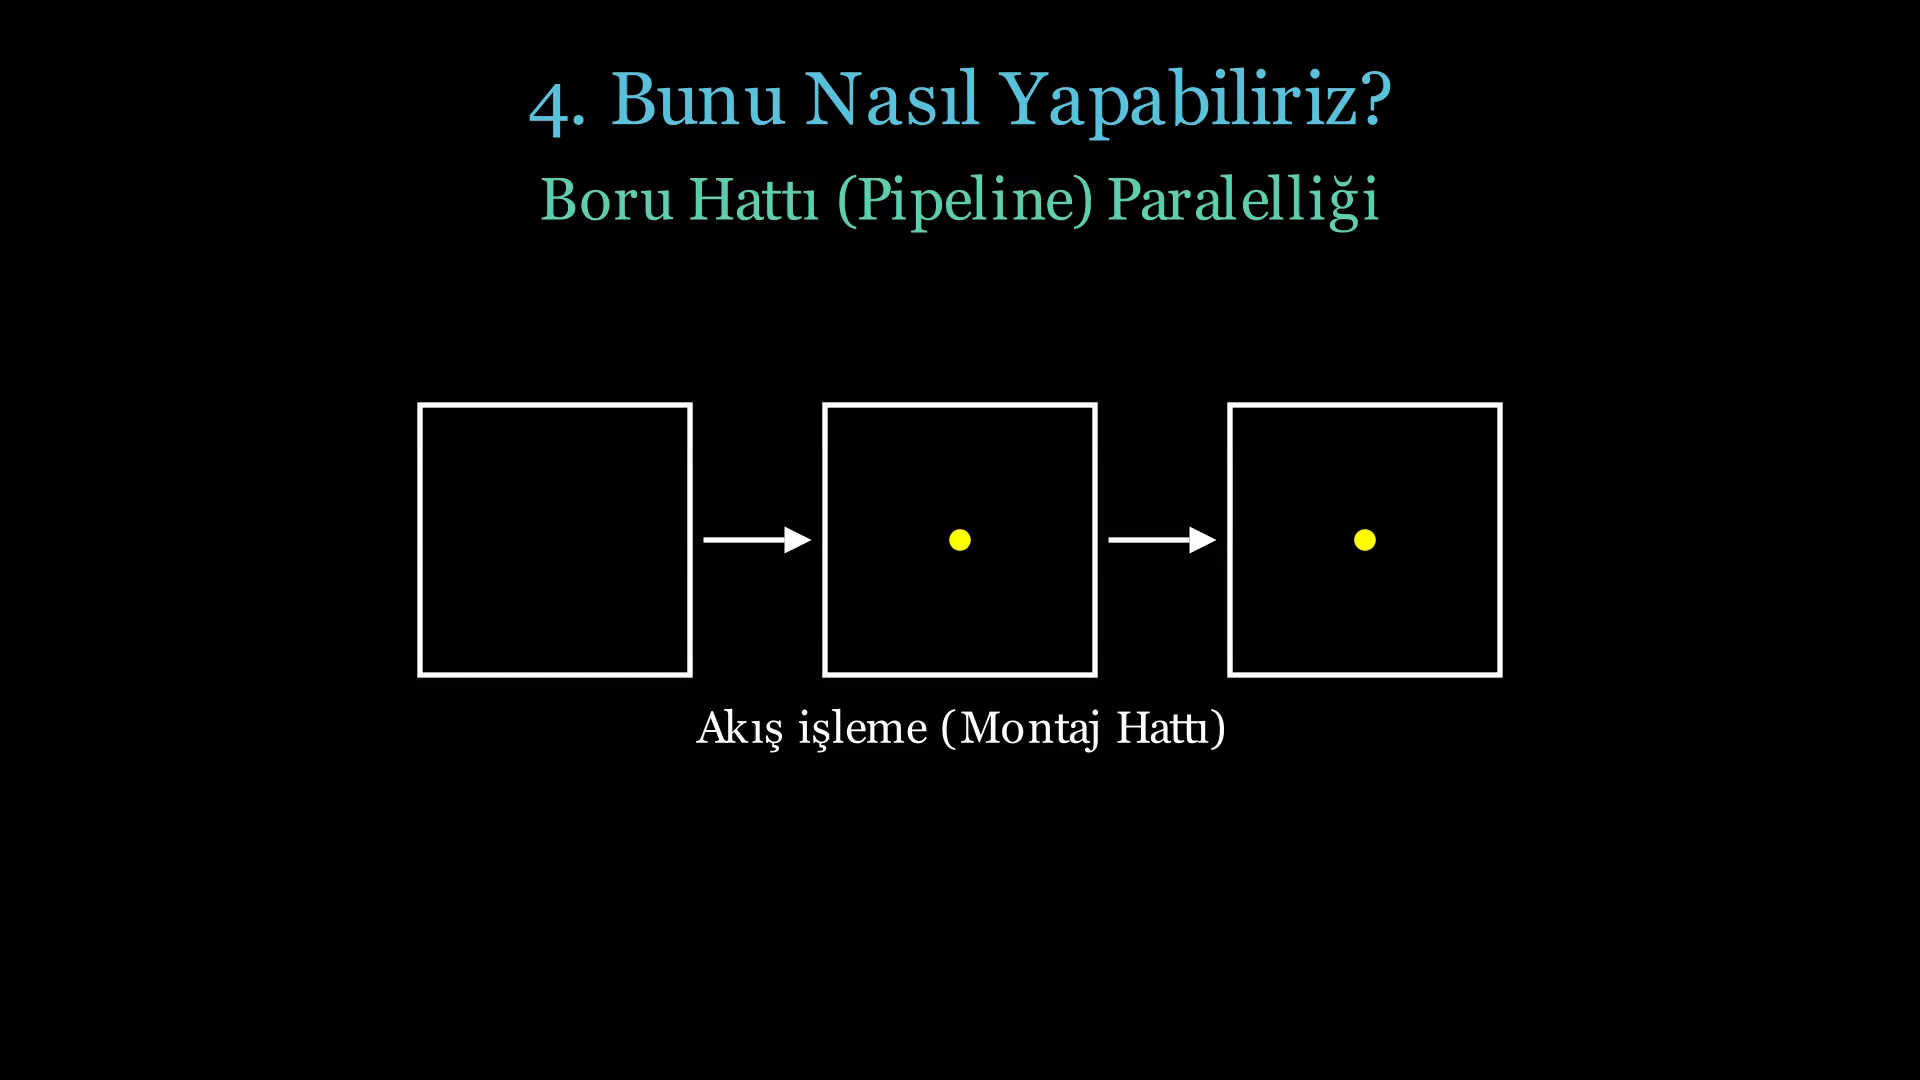 4. Bunu Nasıl Yapabiliriz?
Boru Hattı (Pipeline) Paralelliği
Akış işleme (Montaj Hattı)